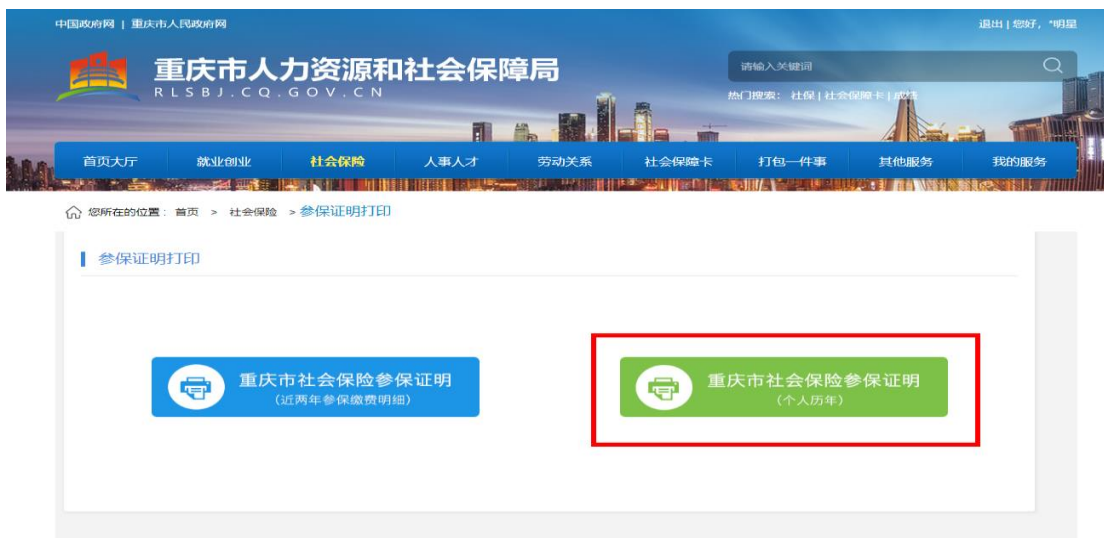 中国政府网 | 重庆市人民政府网
退出 | 您好，*明星
重庆市人力资源和社会保障局
RLSBJ.CQ.GOV.CN
请输入关键词
热门搜索： 社保 | 社会保障卡 | 成绩
首页大厅 就业创业 社会保险 人事人才 劳动关系 社会保障卡 打包一件事 其他服务 我的服务
您所在的位置： 首页 > 社会保险 > 参保证明打印
参保证明打印
重庆市社会保险参保证明
（近两年参保缴费明细）
重庆市社会保险参保证明
（个人历年）